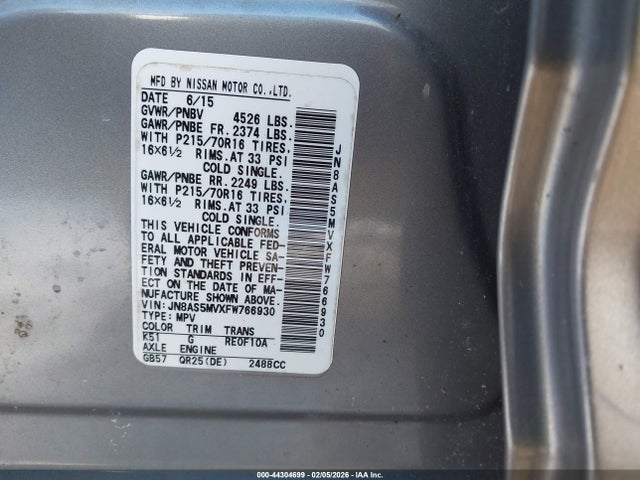 MFD BY NISSAN MOTOR CO.,LTD.
DATE 6/15
GVWR/PNBV 4526 LBS.
GAWR/PNBE FR. 2374 LBS.
WITH P215/70R16 TIRES.
16X6½ RIMS.AT 33 PSI
COLD SINGLE.
GAWR/PNBE RR. 2249 LBS.
WITH P215/70R16 TIRES.
16X6½ RIMS.AT 33 PSI
COLD SINGLE.
THIS VEHICLE CONFORMS
TO ALL APPLICABLE FED-
ERAL MOTOR VEHICLE SA-
FETY AND THEFT PREVEN-
TION STANDARDS IN EFF-
ECT ON THE DATE OF MA-
NUFACTURE SHOWN ABOVE.
VIN:JN8AS5MVXFW766930
TYPE: MPV
COLOR TRIM TRANS
K51 G RE0F10A
AXLE ENGINE
GB57 QR25(DE) 2488CC
JN8AS5MVXFW766930
000-44304699 - 02/05/2026 - IAA Inc.